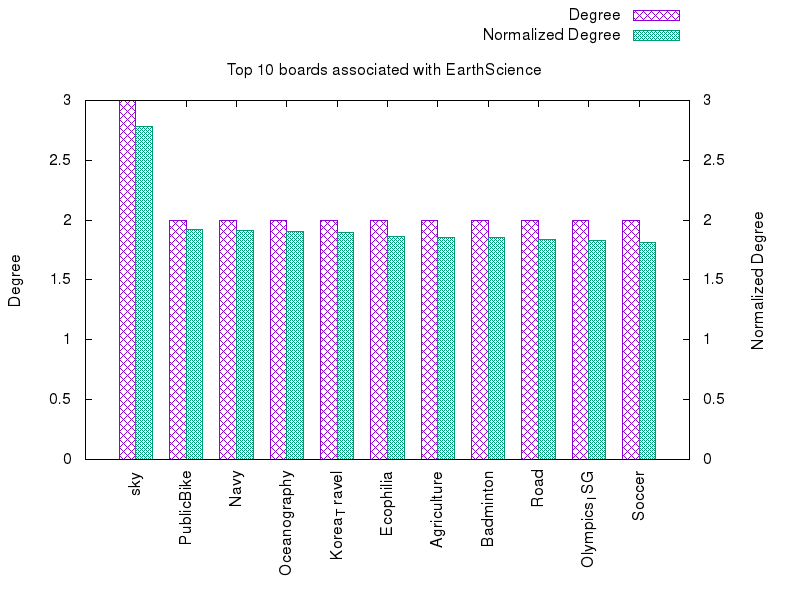 Degree
Normalized Degree
Top 10 boards associated with EarthScience
3 3
2.5 2.5
2 2
1.5 1.5
1 1
0.5 0.5
0 0
Degree
Normalized Degree
sky
PublicBike
Navy
Oceanography
Korea_Travel
Ecophilia
Agriculture
Badminton
Road
Olympics_ISG
Soccer